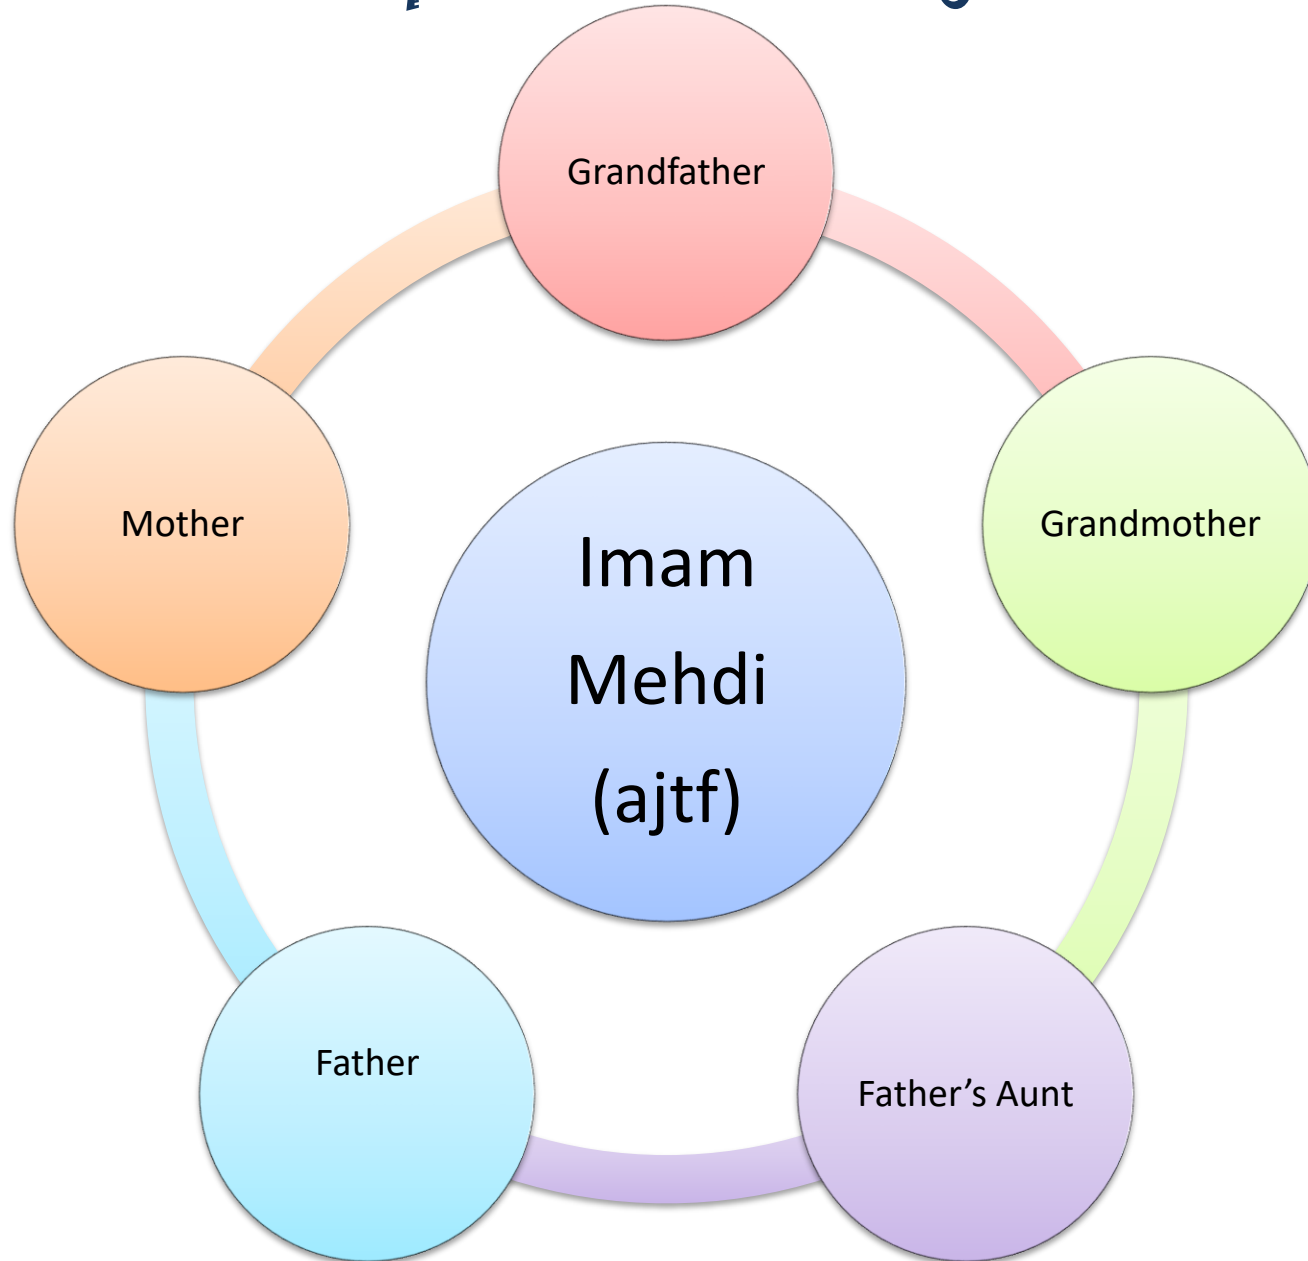 Grandfather
Mother
Grandmother
Imam
Mehdi
(ajtf)
Father
Father’s Aunt